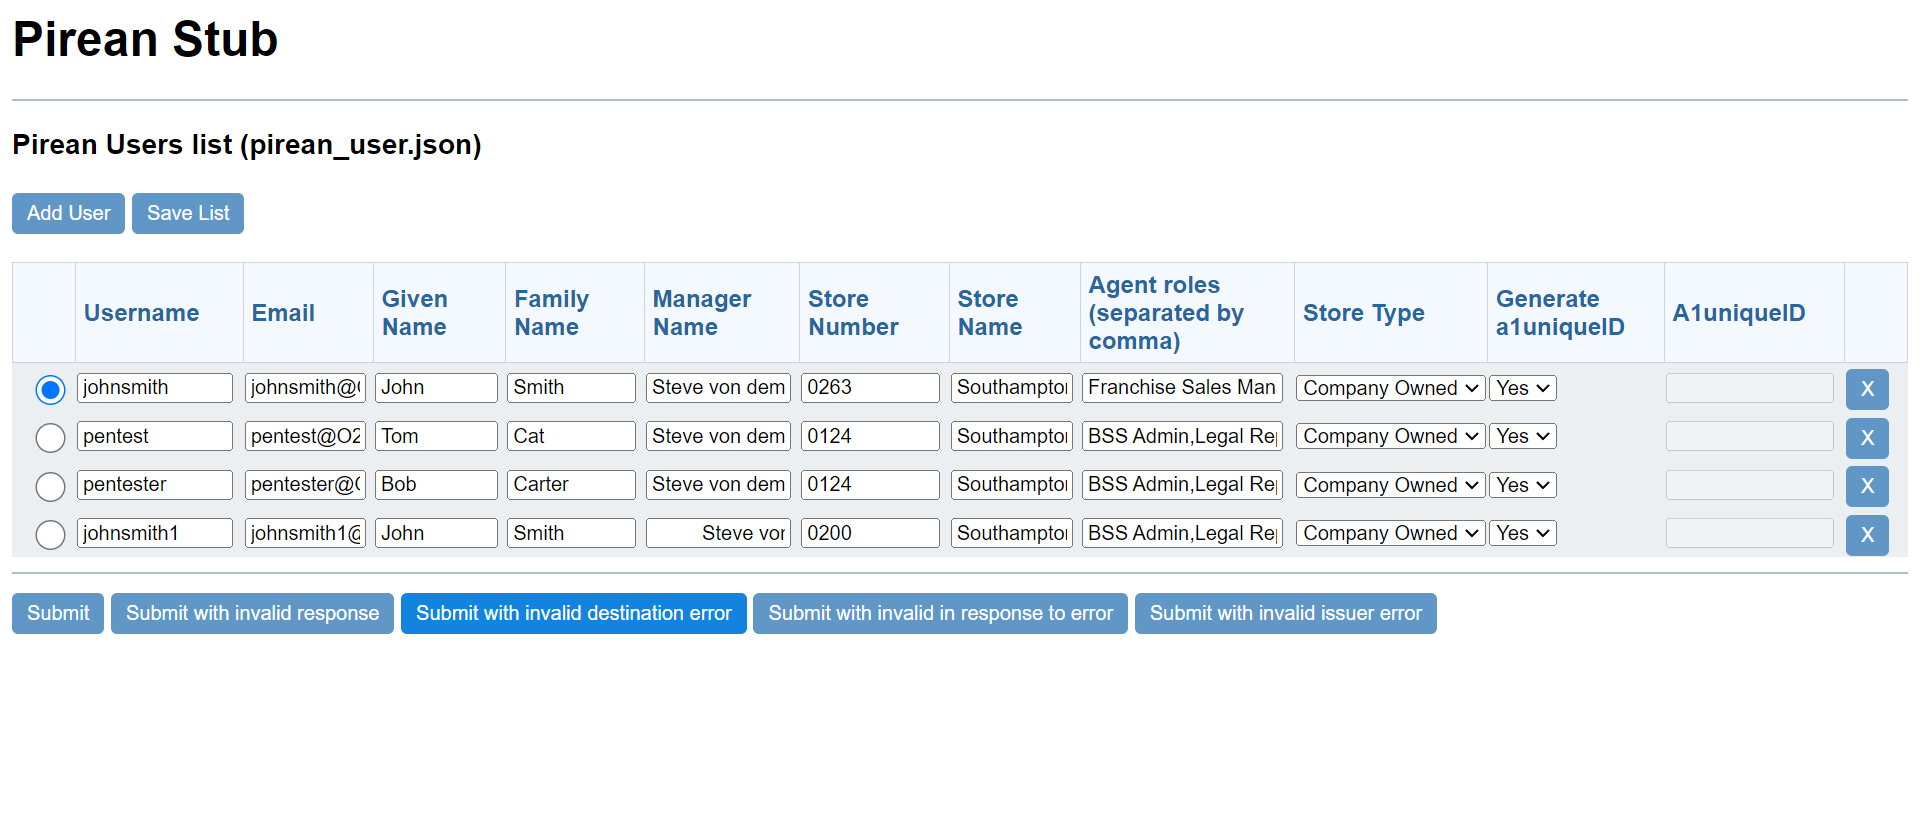 Pirean Stub
Pirean Users list (pirean_user.json)
Add User Save List
Username Email Given Name Family Name Manager Name Store Number Store Name Agent roles (separated by comma) Store Type Generate a1uniqueID A1uniqueID
johnsmith johnsmith@ John Smith Steve von dem 0263 Southampto Franchise Sales Man Company Owned Yes X
pentest pentest@O2 Tom Cat Steve von dem 0124 Southampto BSS Admin,Legal Re Company Owned Yes X
pentester pentester@ Bob Carter Steve von dem 0124 Southampto BSS Admin,Legal Re Company Owned Yes X
johnsmith1 johnsmith1@ John Smith Steve vor 0200 Southampto BSS Admin,Legal Re Company Owned Yes X
Submit Submit with invalid response Submit with invalid destination error Submit with invalid in response to error Submit with invalid issuer error